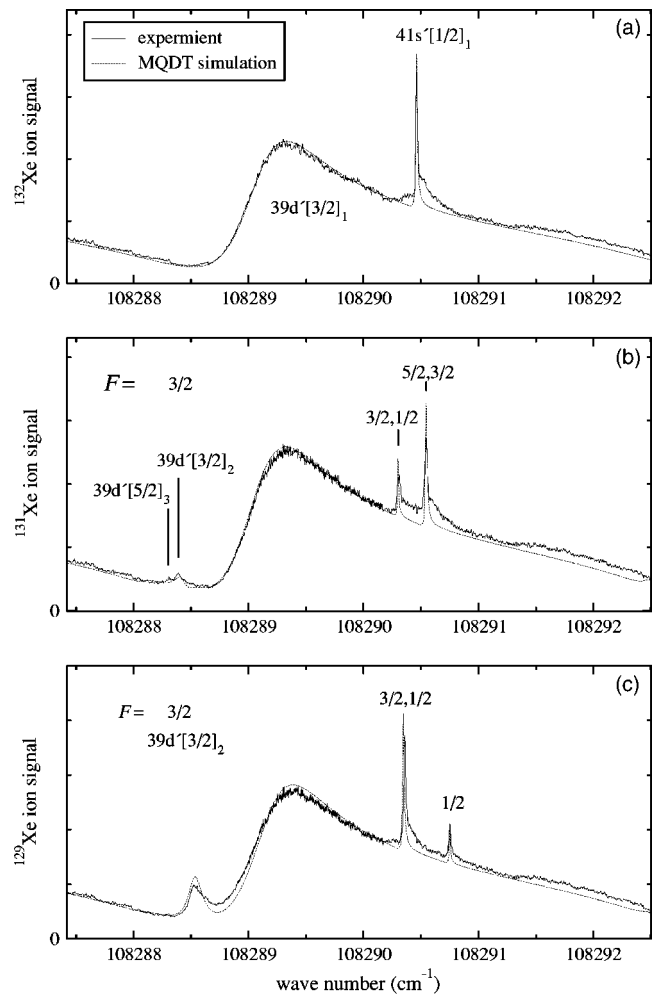 (a)
41s´[1/2]₁
expermient
MQDT simulation
¹³²Xe ion signal
39d´[3/2]₁
0
108288 108289 108290 108291 108292
(b)
F = 3/2
5/2,3/2
3/2,1/2
39d´[3/2]₂
39d´[5/2]₃
¹³¹Xe ion signal
0
108288 108289 108290 108291 108292
(c)
F = 3/2
39d´[3/2]₂
3/2,1/2
1/2
¹²⁹Xe ion signal
0
108288 108289 108290 108291 108292
wave number (cm⁻¹)